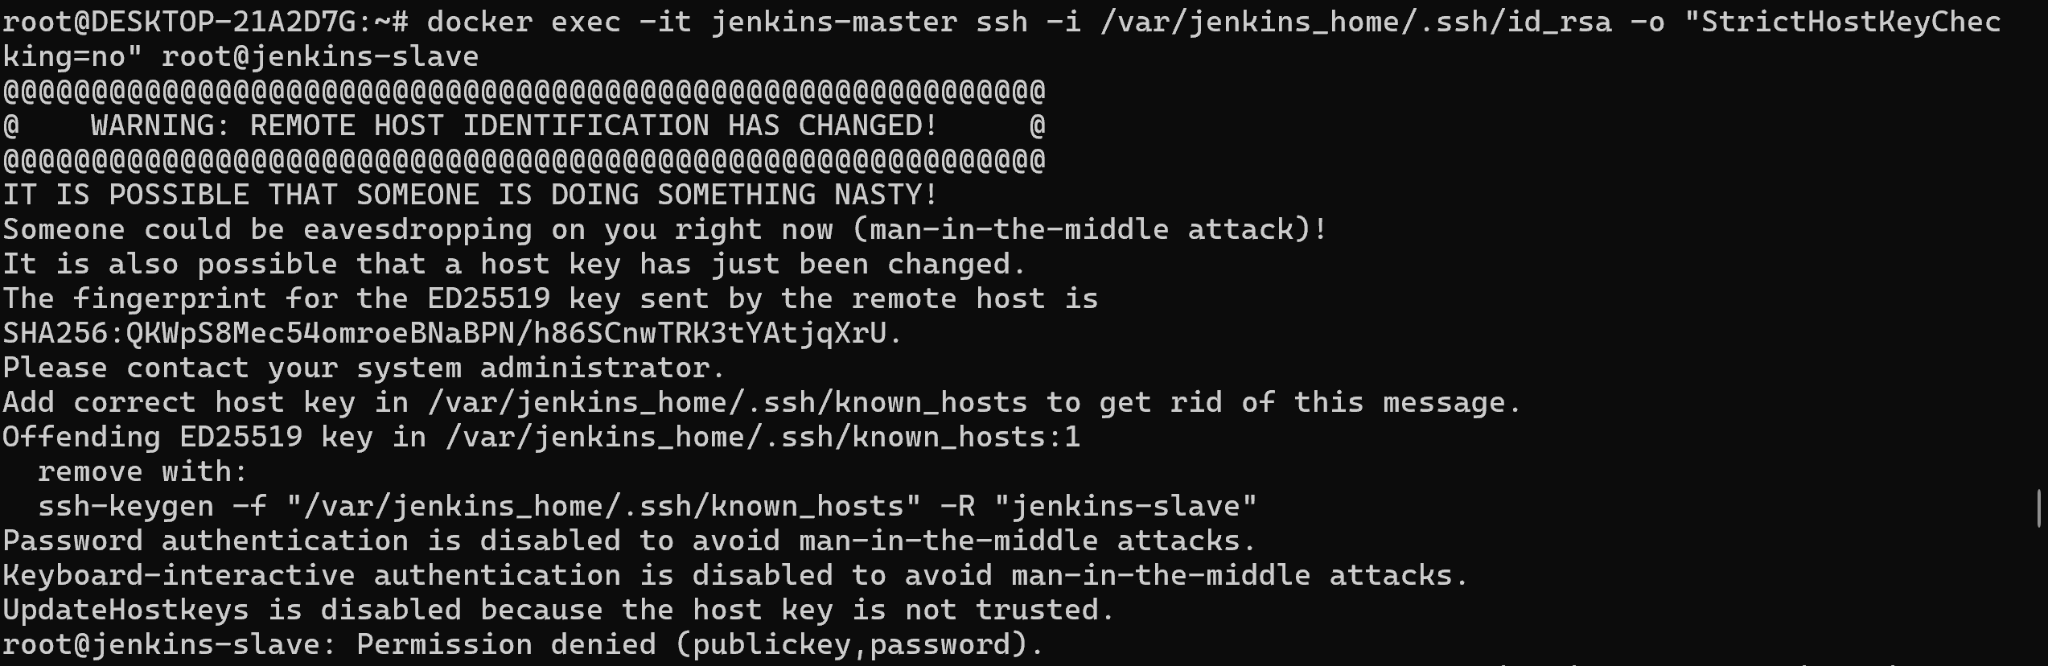 root@DESKTOP-21A2D7G:~# docker exec -it jenkins-master ssh -i /var/jenkins_home/.ssh/id_rsa -o "StrictHostKeyChec
king=no" root@jenkins-slave
@@@@@@@@@@@@@@@@@@@@@@@@@@@@@@@@@@@@@@@@@@@@@@@@@@@@@@@@@@@
@    WARNING: REMOTE HOST IDENTIFICATION HAS CHANGED!     @
@@@@@@@@@@@@@@@@@@@@@@@@@@@@@@@@@@@@@@@@@@@@@@@@@@@@@@@@@@@
IT IS POSSIBLE THAT SOMEONE IS DOING SOMETHING NASTY!
Someone could be eavesdropping on you right now (man-in-the-middle attack)!
It is also possible that a host key has just been changed.
The fingerprint for the ED25519 key sent by the remote host is
SHA256:QKWpS8Mec54omroeBNaBPN/h86SCnwTRK3tYAtjqXrU.
Please contact your system administrator.
Add correct host key in /var/jenkins_home/.ssh/known_hosts to get rid of this message.
Offending ED25519 key in /var/jenkins_home/.ssh/known_hosts:1
  remove with:
  ssh-keygen -f "/var/jenkins_home/.ssh/known_hosts" -R "jenkins-slave"
Password authentication is disabled to avoid man-in-the-middle attacks.
Keyboard-interactive authentication is disabled to avoid man-in-the-middle attacks.
UpdateHostkeys is disabled because the host key is not trusted.
root@jenkins-slave: Permission denied (publickey,password).